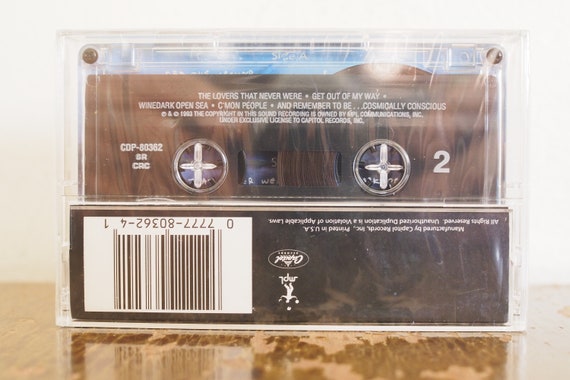 THE LOVERS THAT NEVER WERE • GET OUT OF MY WAY •
WINEDARK OPEN SEA • C'MON PEOPLE • AND REMEMBER TO BE...COSMICALLY CONSCIOUS
℗ & © 1993 THE COPYRIGHT IN THIS SOUND RECORDING IS OWNED BY MPL COMMUNICATIONS, INC.
UNDER EXCLUSIVE LICENSE TO CAPITOL RECORDS, INC.
CDP-80362
SR
CRC
2
Manufactured by Capitol Records, Inc., Printed in U.S.A.
All Rights Reserved. Unauthorized Duplication is a Violation of Applicable Laws.
0 7777-80362-4 1
Capitol
mpl